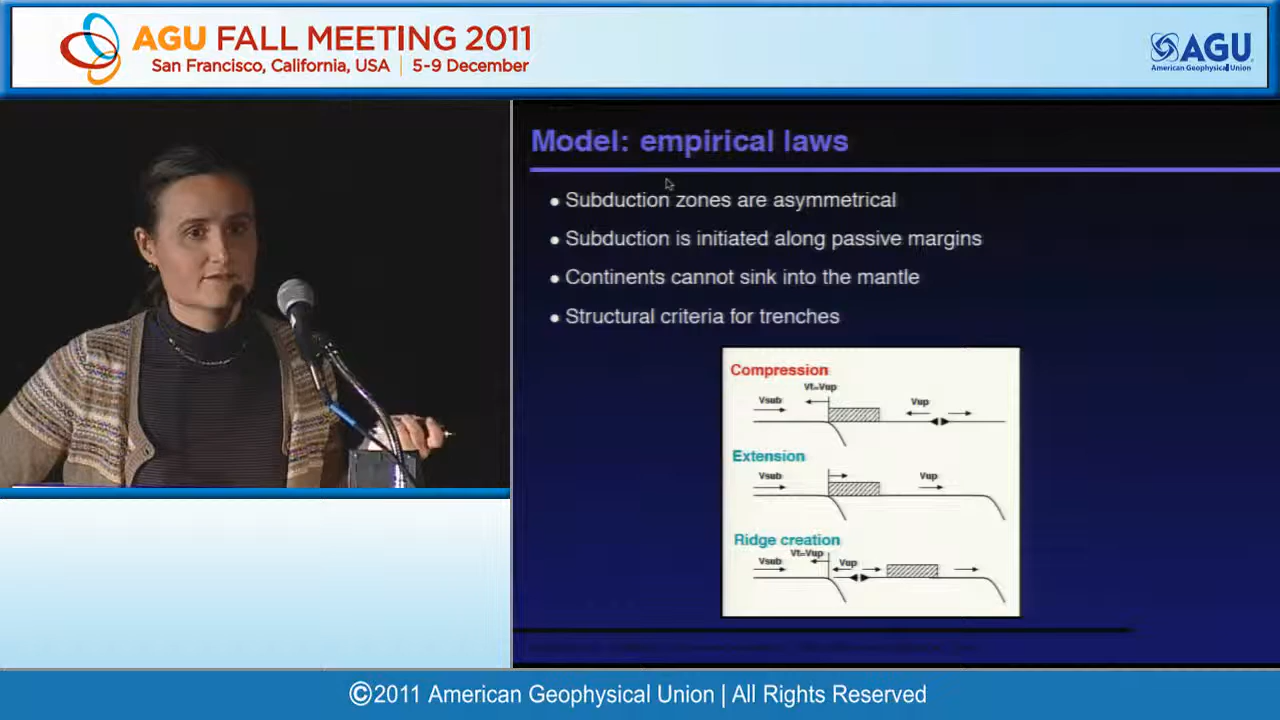 AGU FALL MEETING 2011
San Francisco, California, USA | 5-9 December
AGU
American Geophysical Union
Model: empirical laws
• Subduction zones are asymmetrical
• Subduction is initiated along passive margins
• Continents cannot sink into the mantle
• Structural criteria for trenches
Compression
Vt=Vup
Vsub
Vup
Extension
Vsub
Vup
Ridge creation
Vt=Vup
Vsub
Vup
©2011 American Geophysical Union | All Rights Reserved